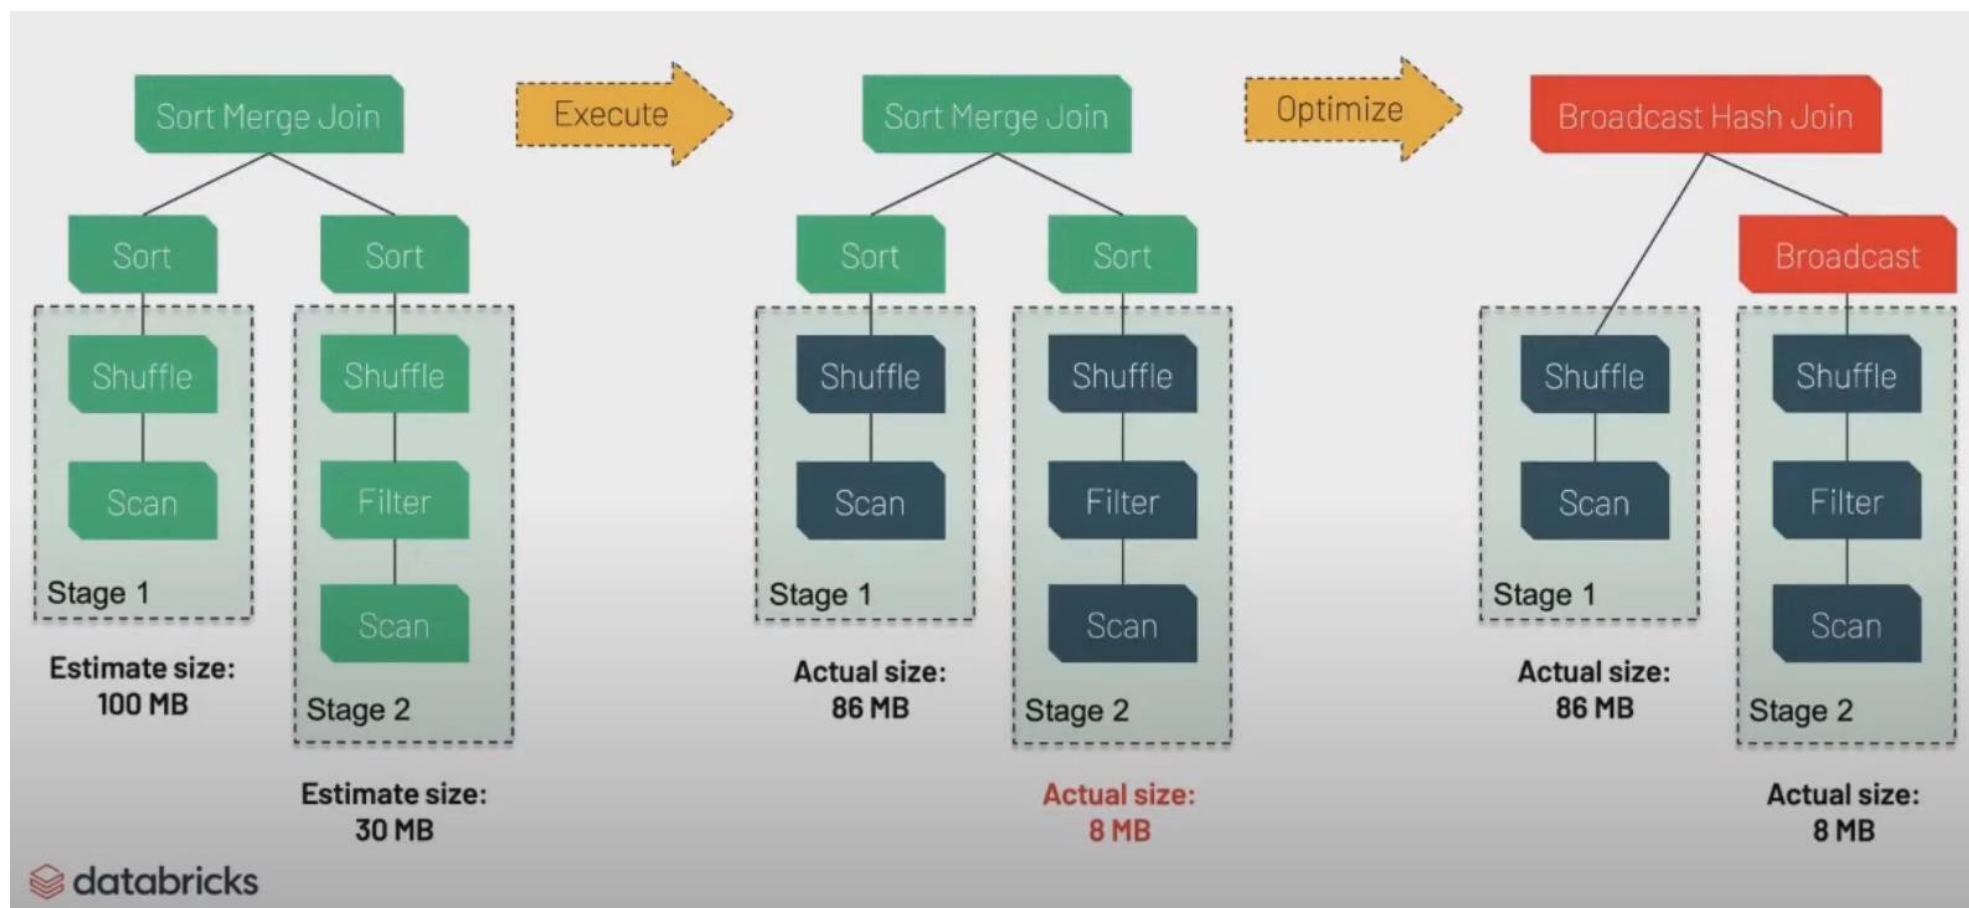 Sort Merge Join
Execute
Sort Merge Join
Optimize
Broadcast Hash Join
Sort
Sort
Sort
Sort
Broadcast
Shuffle
Shuffle
Shuffle
Shuffle
Shuffle
Shuffle
Scan
Filter
Scan
Filter
Scan
Filter
Stage 1
Scan
Stage 1
Scan
Stage 1
Scan
Estimate size:
100 MB
Stage 2
Actual size:
86 MB
Stage 2
Actual size:
86 MB
Stage 2
Estimate size:
30 MB
Actual size:
8 MB
Actual size:
8 MB
databricks